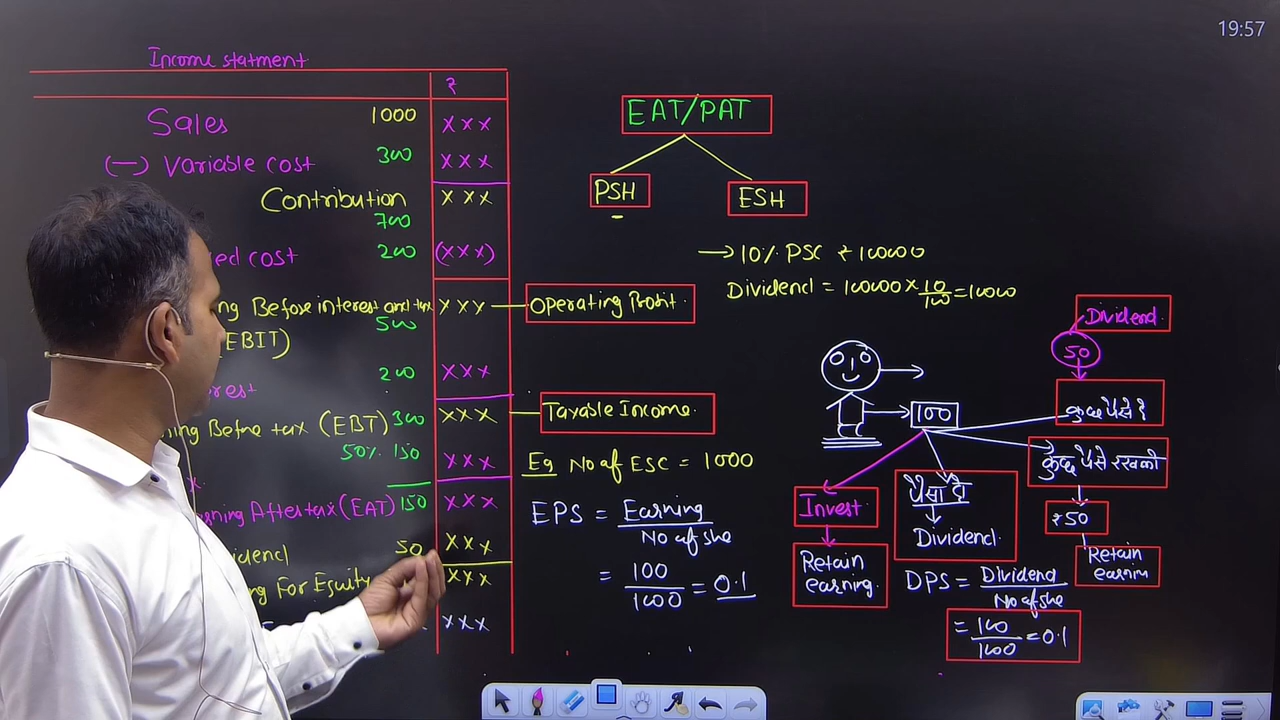 19:57
Income statment
₹
Sales 1000 xxx
(−) Variable cost 300 xxx
Contribution xxx
700
ed cost 200 (xxx)
ng Before interest and tax xxx
500
(EBIT)
Operating Profit
rest 200 xxx
ning Before tax (EBT) 300 xxx
Taxable Income
50% 150 xxx
x.
rning After tax (EAT) 150 xxx
vidend 50 xxx
ng For Equity xxx
xxx
EAT/PAT
PSH
ESH
→ 10% PSC ₹ 100000
Dividend = 100000 × 10/100 = 10000
Eg No of ESC = 1000
EPS = Earning / No of she
= 100 / 1000 = 0.1
100
Invest
Retain
earning.
पैसा दो
Dividend
Dividend.
50
कुछ पैसे दो
कुछ पैसे रखलो
₹50
Retain
earnin
DPS = Dividend / No of she
= 100 / 1000 = 0.1